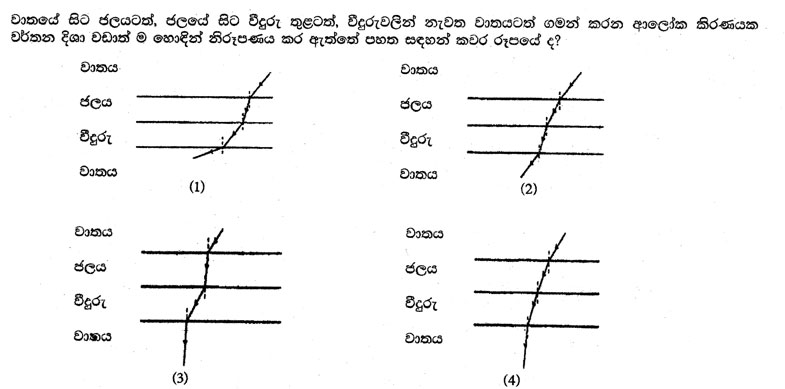 වාතයේ සිට ජලයටත්, ජලයේ සිට වීදුරු තුළටත්, වීදුරුවලින් නැවත වාතයටත් ගමන් කරන ආලෝක කිරණයක
වර්තන දිශා වඩාත් ම හොඳින් නිරූපණය කර ඇත්තේ පහත සඳහන් කවර රූපයේ ද?
වාතය
ජලය
වීදුරු
වාතය
(1)
වාතය
ජලය
වීදුරු
වාතය
(2)
වාතය
ජලය
වීදුරු
වාතය
(3)
වාතය
ජලය
වීදුරු
වාතය
(4)